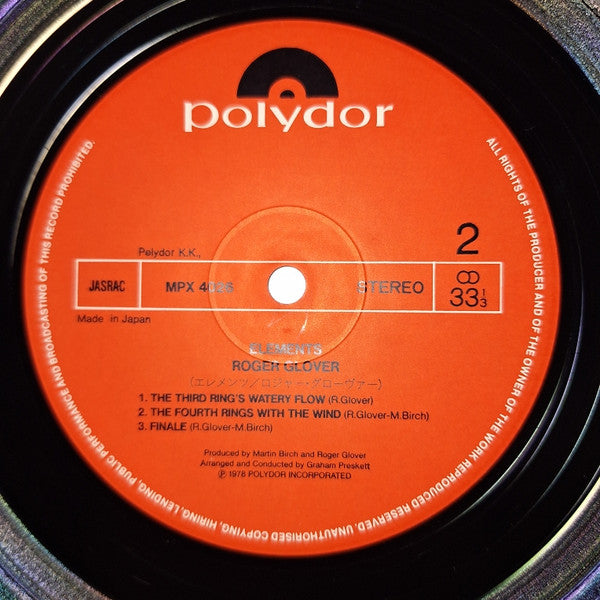 polydor
2
Polydor K.K.,
JASRAC
MPX 4026
STEREO
33 1/3
Made in Japan
ELEMENTS
ROGER GLOVER
(エレメンツ/ロジャー・グローヴァー)
1. THE THIRD RING'S WATERY FLOW (R.Glover)
2. THE FOURTH RINGS WITH THE WIND (R.Glover-M.Birch)
3. FINALE (R.Glover-M.Birch)
Produced by Martin Birch and Roger Glover
Arranged and Conducted by Graham Preskett
Ⓟ 1978 POLYDOR INCORPORATED
ALL RIGHTS OF THE PRODUCER AND OF THE OWNER OF THE WORK REPRODUCED RESERVED. UNAUTHORISED COPYING, HIRING, LENDING, PUBLIC PERFORMANCE AND BROADCASTING OF THIS RECORD PROHIBITED.